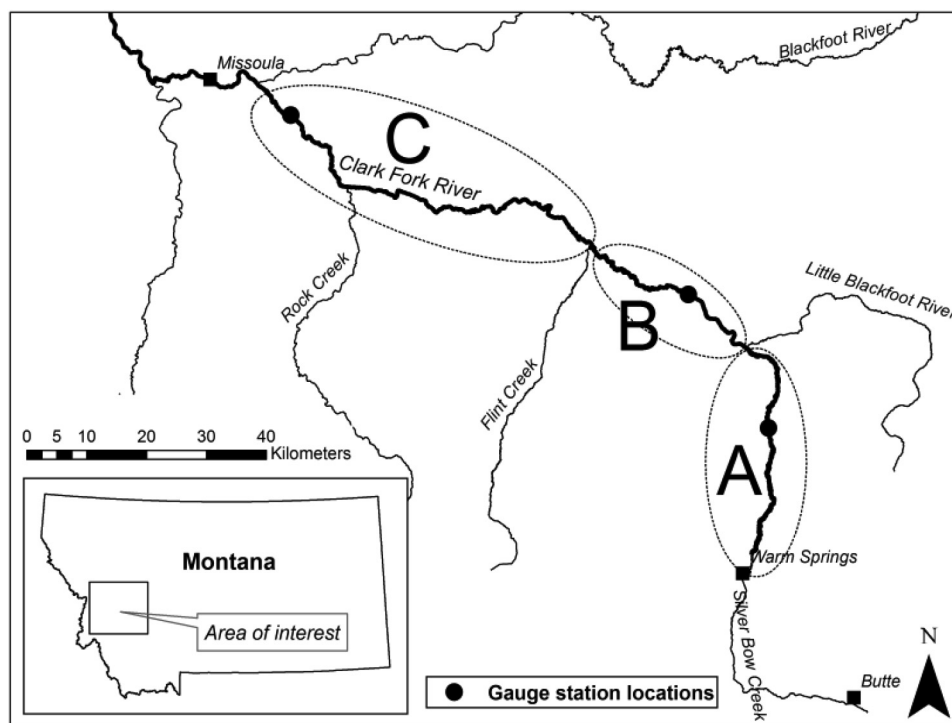 Missoula
Blackfoot River
C
Clark Fork River
Rock Creek
Little Blackfoot River
B
Flint Creek
A
0 5 10 20 30 40
Kilometers
Warm Springs
Silver Bow Creek
Butte
Montana
Area of interest
Gauge station locations
N